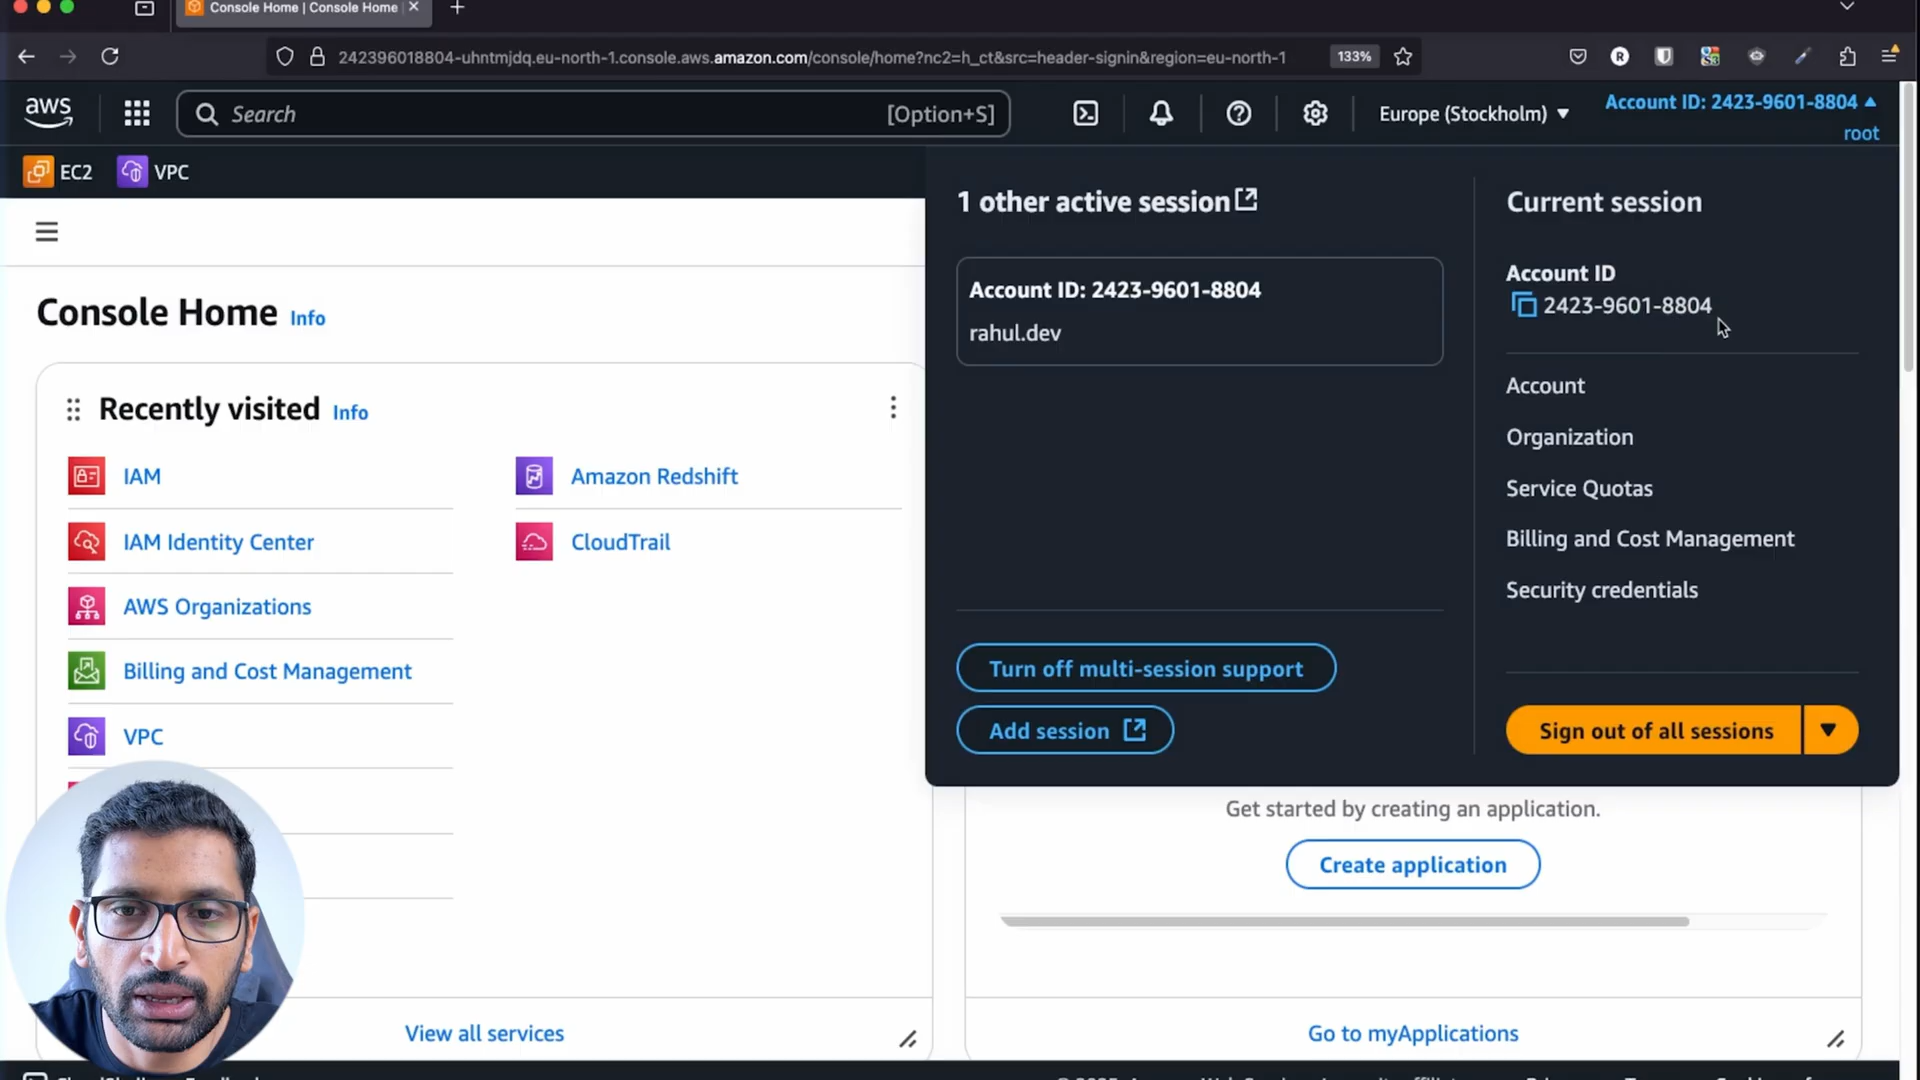 Console Home | Console Home
242396018804-uhntmjdq.eu-north-1.console.aws.amazon.com/console/home?nc2=h_ct&src=header-signin&region=eu-north-1
133%
aws
Search
[Option+S]
Europe (Stockholm)
Account ID: 2423-9601-8804
root
EC2
VPC
1 other active session
Account ID: 2423-9601-8804
rahul.dev
Turn off multi-session support
Add session
Current session
Account ID
2423-9601-8804
Account
Organization
Service Quotas
Billing and Cost Management
Security credentials
Sign out of all sessions
Console Home Info
Recently visited Info
IAM
IAM Identity Center
AWS Organizations
Billing and Cost Management
VPC
Amazon Redshift
CloudTrail
View all services
Get started by creating an application.
Create application
Go to myApplications